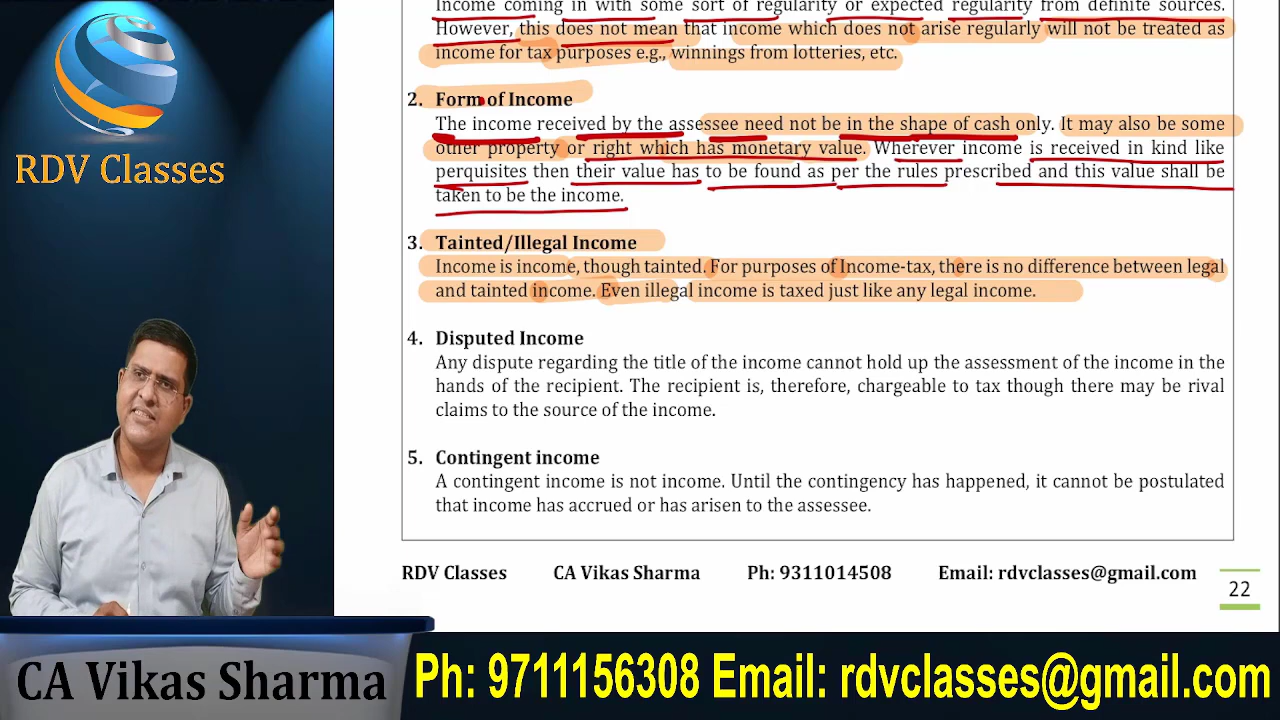 Income coming in with some sort of regularity or expected regularity from definite sources.
However, this does not mean that income which does not arise regularly will not be treated as
income for tax purposes e.g., winnings from lotteries, etc.
2. Form of Income
The income received by the assessee need not be in the shape of cash only. It may also be some
other property or right which has monetary value. Wherever income is received in kind like
perquisites then their value has to be found as per the rules prescribed and this value shall be
taken to be the income.
3. Tainted/Illegal Income
Income is income, though tainted. For purposes of Income-tax, there is no difference between legal
and tainted income. Even illegal income is taxed just like any legal income.
4. Disputed Income
Any dispute regarding the title of the income cannot hold up the assessment of the income in the
hands of the recipient. The recipient is, therefore, chargeable to tax though there may be rival
claims to the source of the income.
5. Contingent income
A contingent income is not income. Until the contingency has happened, it cannot be postulated
that income has accrued or has arisen to the assessee.
RDV Classes CA Vikas Sharma Ph: 9311014508 Email: rdvclasses@gmail.com
22
RDV Classes
CA Vikas Sharma
Ph: 9711156308 Email: rdvclasses@gmail.com